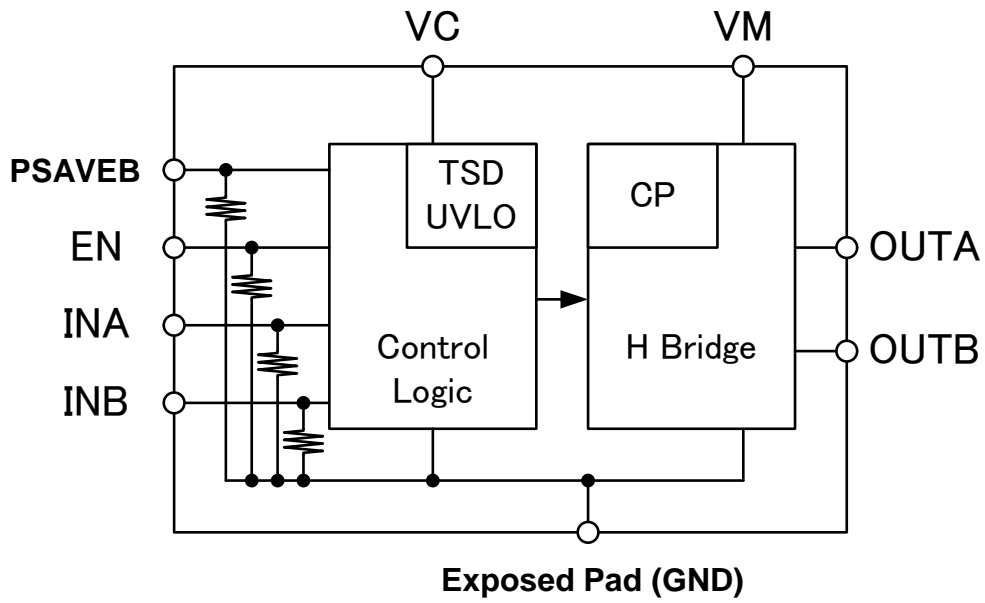 VC
VM
PSAVEB
TSD
UVLO
CP
EN
OUTA
INA
Control
Logic
H Bridge
OUTB
INB
Exposed Pad (GND)